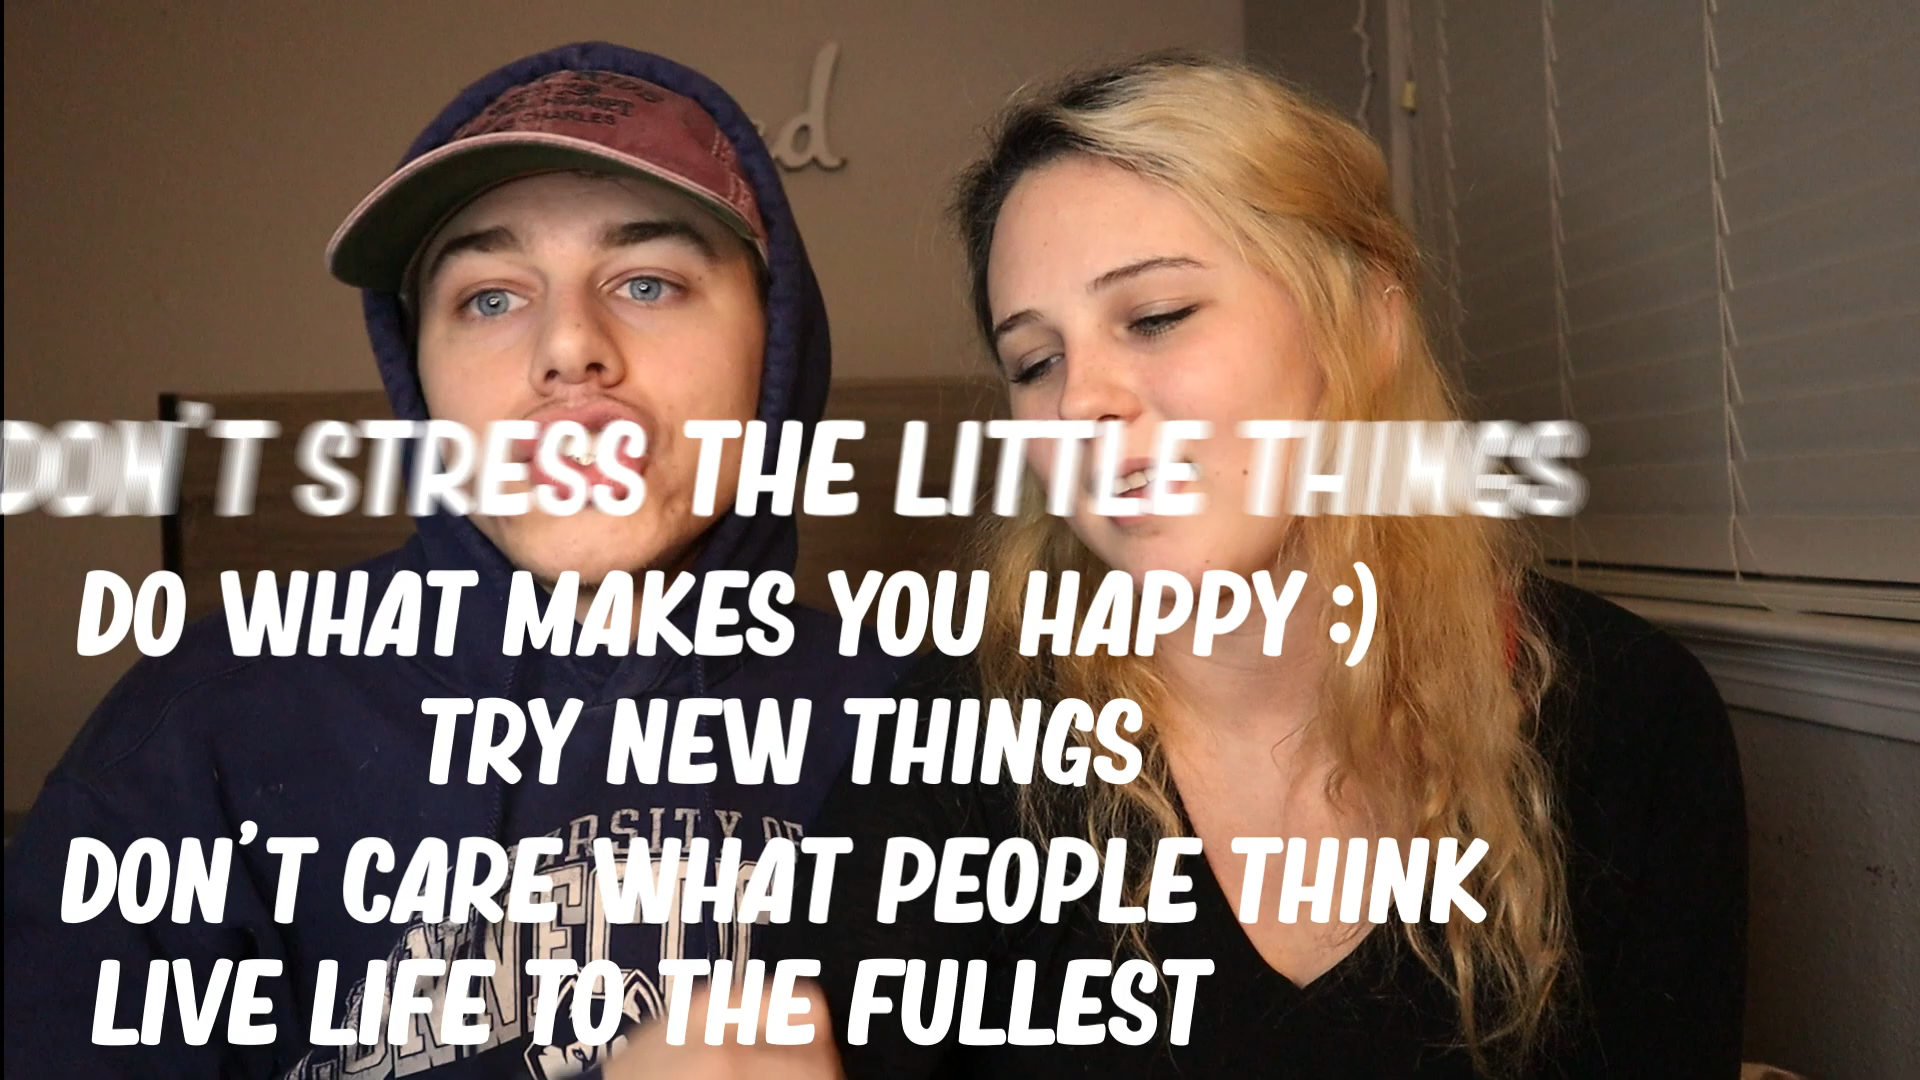 CHARLES
DON'T STRESS THE LITTLE THINGS
DO WHAT MAKES YOU HAPPY :)
TRY NEW THINGS
DON'T CARE WHAT PEOPLE THINK
LIVE LIFE TO THE FULLEST